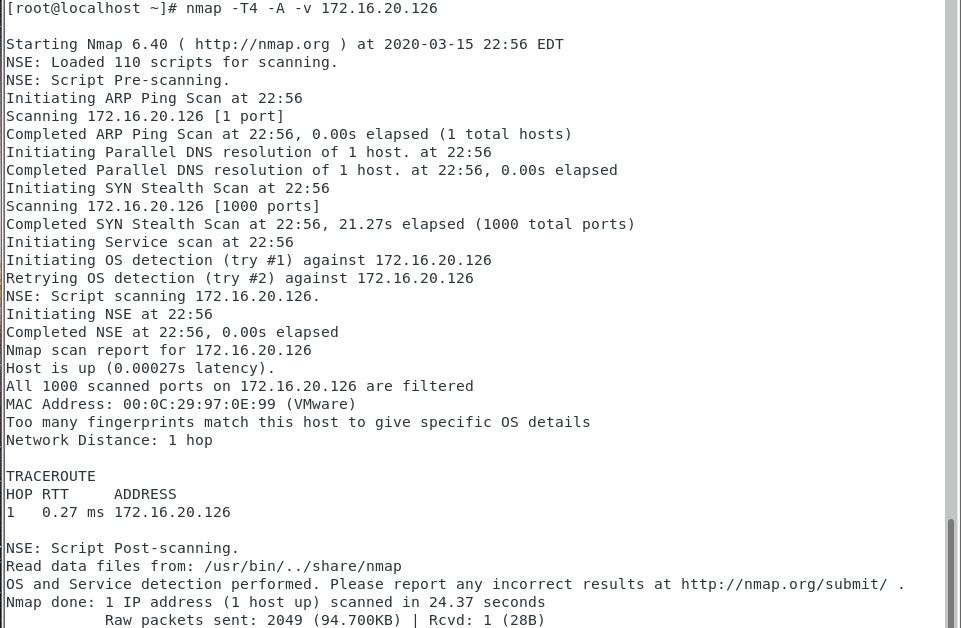 [root@localhost ~]# nmap -T4 -A -v 172.16.20.126
Starting Nmap 6.40 ( http://nmap.org ) at 2020-03-15 22:56 EDT
NSE: Loaded 110 scripts for scanning.
NSE: Script Pre-scanning.
Initiating ARP Ping Scan at 22:56
Scanning 172.16.20.126 [1 port]
Completed ARP Ping Scan at 22:56, 0.00s elapsed (1 total hosts)
Initiating Parallel DNS resolution of 1 host. at 22:56
Completed Parallel DNS resolution of 1 host. at 22:56, 0.00s elapsed
Initiating SYN Stealth Scan at 22:56
Scanning 172.16.20.126 [1000 ports]
Completed SYN Stealth Scan at 22:56, 21.27s elapsed (1000 total ports)
Initiating Service scan at 22:56
Initiating OS detection (try #1) against 172.16.20.126
Retrying OS detection (try #2) against 172.16.20.126
NSE: Script scanning 172.16.20.126.
Initiating NSE at 22:56
Completed NSE at 22:56, 0.00s elapsed
Nmap scan report for 172.16.20.126
Host is up (0.00027s latency).
All 1000 scanned ports on 172.16.20.126 are filtered
MAC Address: 00:0C:29:97:0E:99 (VMware)
Too many fingerprints match this host to give specific OS details
Network Distance: 1 hop
TRACEROUTE
HOP RTT     ADDRESS
1   0.27 ms 172.16.20.126
NSE: Script Post-scanning.
Read data files from: /usr/bin/../share/nmap
OS and Service detection performed. Please report any incorrect results at http://nmap.org/submit/ .
Nmap done: 1 IP address (1 host up) scanned in 24.37 seconds
Raw packets sent: 2049 (94.700KB) | Rcvd: 1 (28B)